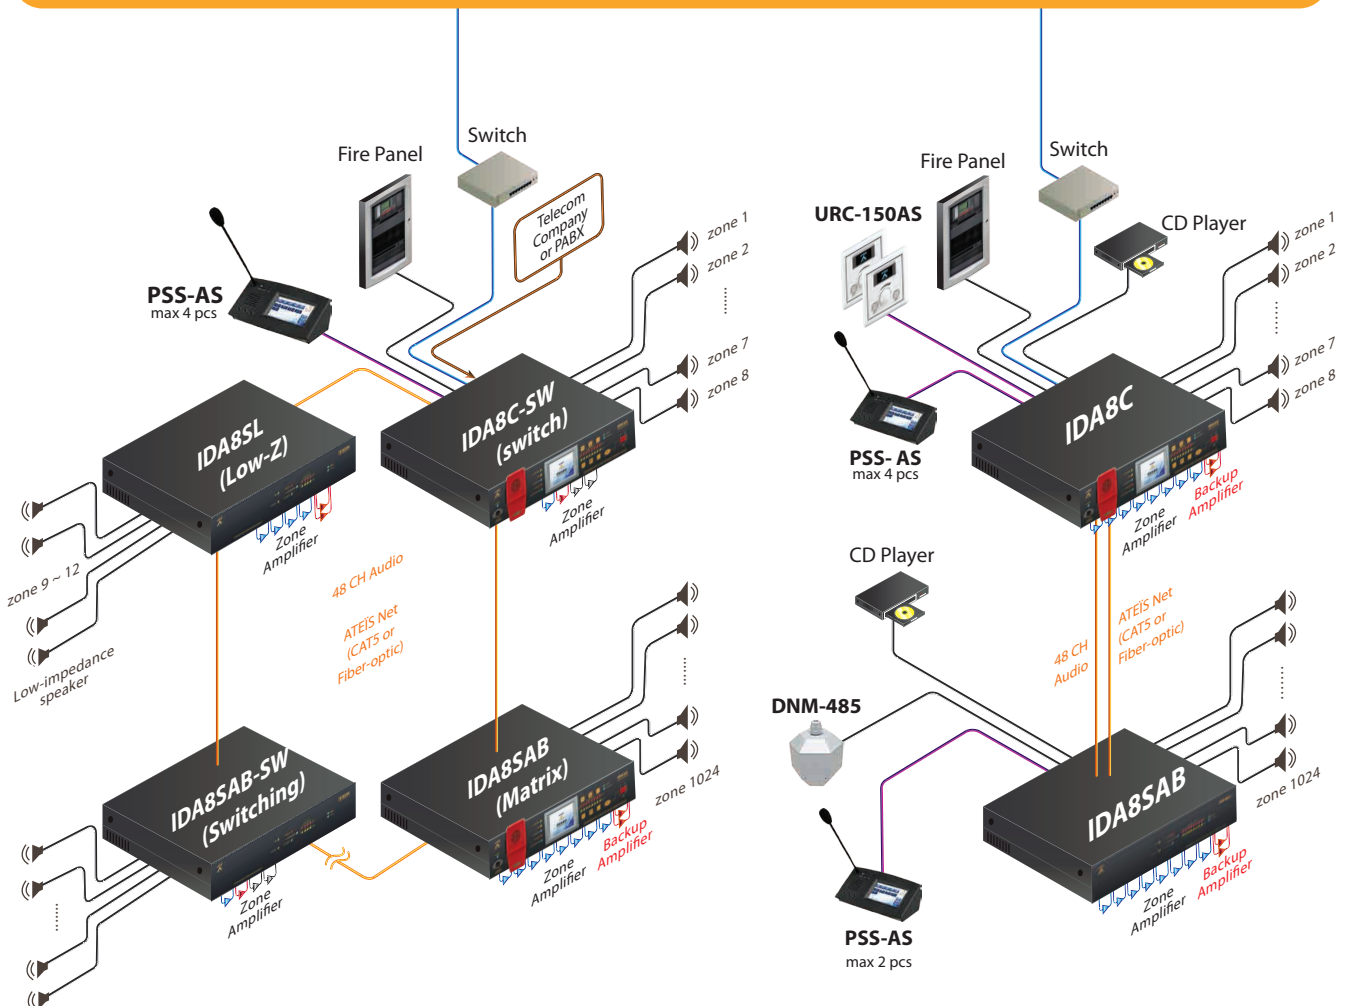 Switch
Fire Panel
Telecom
Company
or PABX
PSS-AS
max 4 pcs
zone 1
zone 2
zone 7
zone 8
IDA8SL
(Low-Z)
IDA8C-SW
(switch)
Zone
Amplifier
Zone
Amplifier
zone 9 ~ 12
Low-impedance
speaker
48 CH Audio
ATEÏS Net
(CAT5 or
Fiber-optic)
IDA8SAB-SW
(Switching)
IDA8SAB
(Matrix)
zone 1024
Zone
Amplifier
Zone
Amplifier
Backup
Amplifier
Switch
Fire Panel
URC-150AS
CD Player
zone 1
zone 2
zone 7
zone 8
IDA8C
PSS- AS
max 4 pcs
Zone
Amplifier
Backup
Amplifier
CD Player
48 CH
Audio
ATEÏS Net
(CAT5 or
Fiber-optic)
DNM-485
IDA8SAB
zone 1024
Zone
Amplifier
Backup
Amplifier
PSS-AS
max 2 pcs